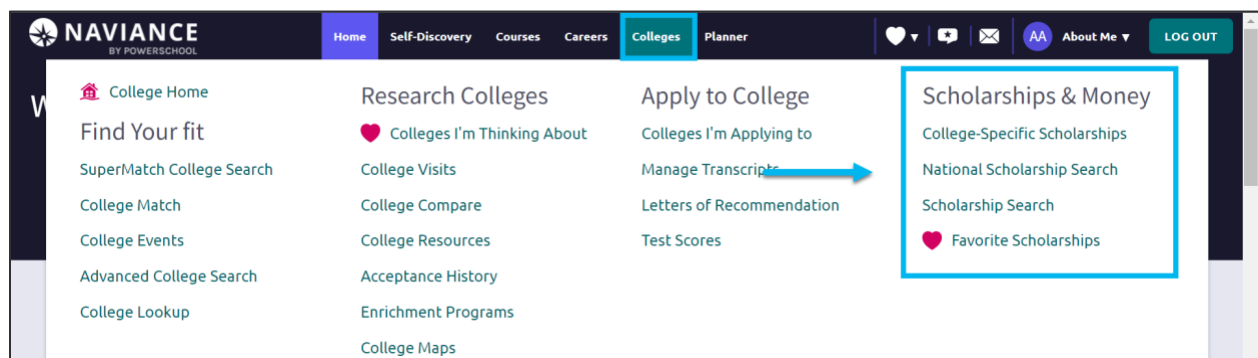 NAVIANCE
BY POWERSCHOOL
Home Self-Discovery Courses Careers Colleges Planner
AA About Me LOG OUT
W
College Home
Find Your fit
SuperMatch College Search
College Match
College Events
Advanced College Search
College Lookup
Research Colleges
Colleges I'm Thinking About
College Visits
College Compare
College Resources
Acceptance History
Enrichment Programs
College Maps
Apply to College
Colleges I'm Applying to
Manage Transcripts
Letters of Recommendation
Test Scores
Scholarships & Money
College-Specific Scholarships
National Scholarship Search
Scholarship Search
Favorite Scholarships